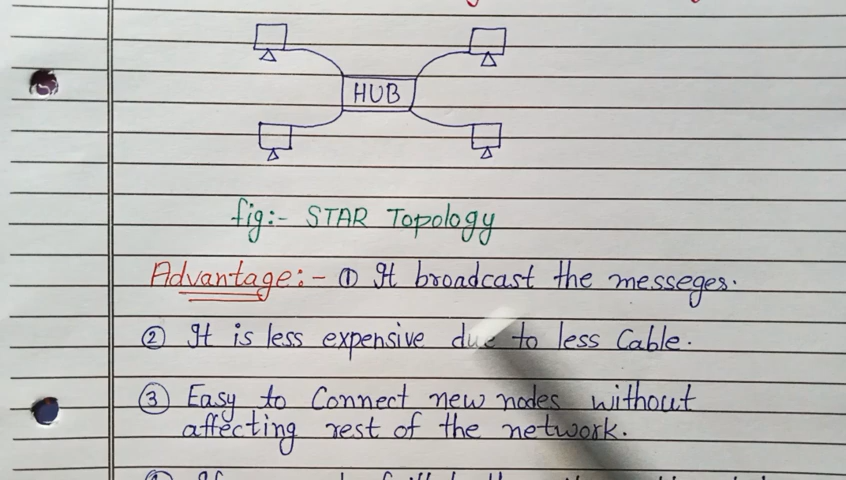 HUB
fig:- STAR Topology
Advantage:- ① It broadcast the messeges.
② It is less expensive due to less Cable.
③ Easy to Connect new nodes without
affecting rest of the network.